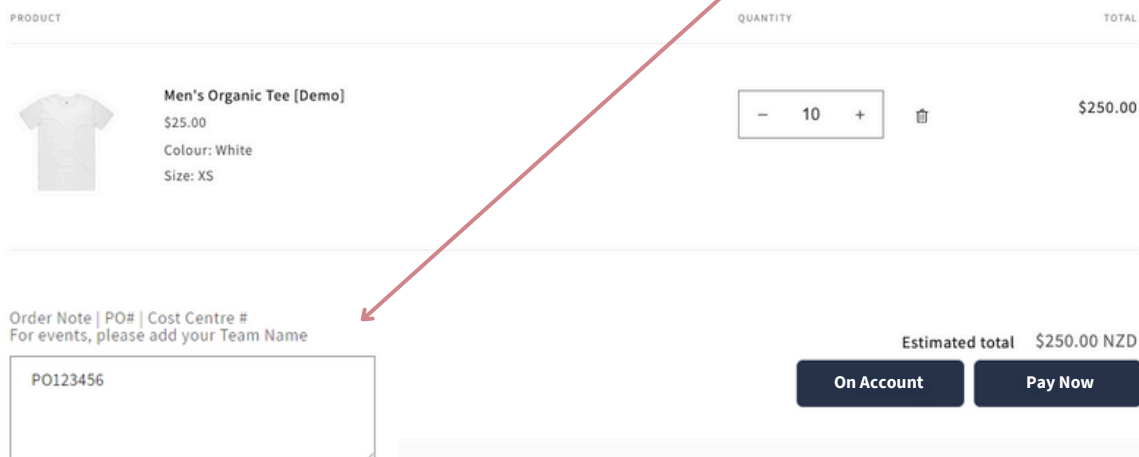 PRODUCT QUANTITY TOTAL
Men's Organic Tee [Demo]
$25.00
Colour: White
Size: XS
− 10 +
$250.00
Order Note | PO# | Cost Centre #
For events, please add your Team Name
PO123456
Estimated total $250.00 NZD
On Account Pay Now